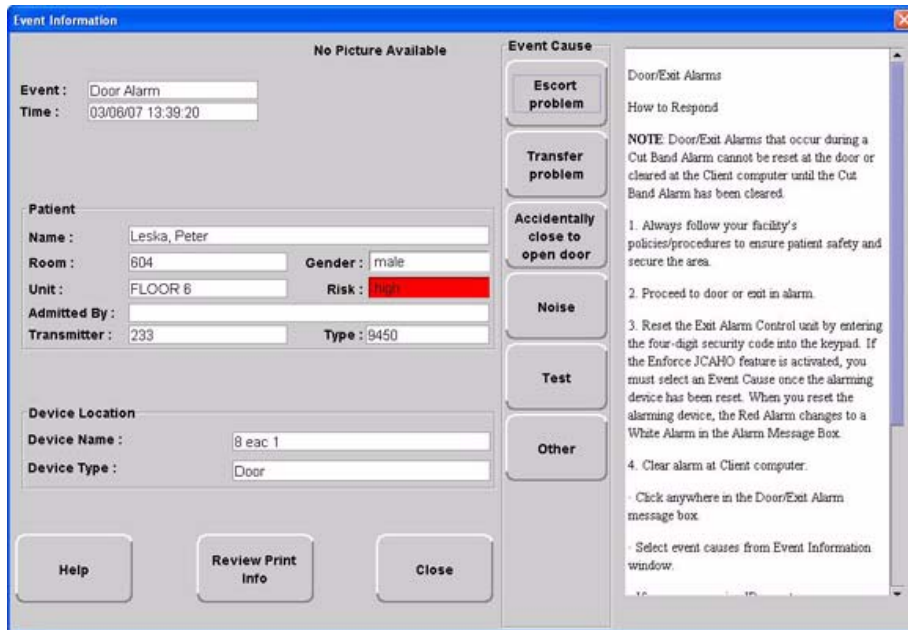 Event Information
No Picture Available
Event :
Door Alarm
Time :
03/06/07 13:39:20
Patient
Name :
Leska, Peter
Room :
604
Gender :
male
Unit :
FLOOR 6
Risk :
high
Admitted By :
Transmitter :
233
Type :
9450
Device Location
Device Name :
8 eac 1
Device Type :
Door
Help
Review Print
Info
Close
Event Cause
Escort
problem
Transfer
problem
Accidentally
close to
open door
Noise
Test
Other
Door/Exit Alarms
How to Respond
NOTE: Door/Exit Alarms that occur during a
Cut Band Alarm cannot be reset at the door or
cleared at the Client computer until the Cut
Band Alarm has been cleared.
1. Always follow your facility's
policies/procedures to ensure patient safety and
secure the area.
2. Proceed to door or exit in alarm.
3. Reset the Exit Alarm Control unit by entering
the four-digit security code into the keypad. If
the Enforce JCAHO feature is activated, you
must select an Event Cause once the alarming
device has been reset. When you reset the
alarming device, the Red Alarm changes to a
White Alarm in the Alarm Message Box.
4. Clear alarm at Client computer.
· Click anywhere in the Door/Exit Alarm
message box.
· Select event causes from Event Information
window.